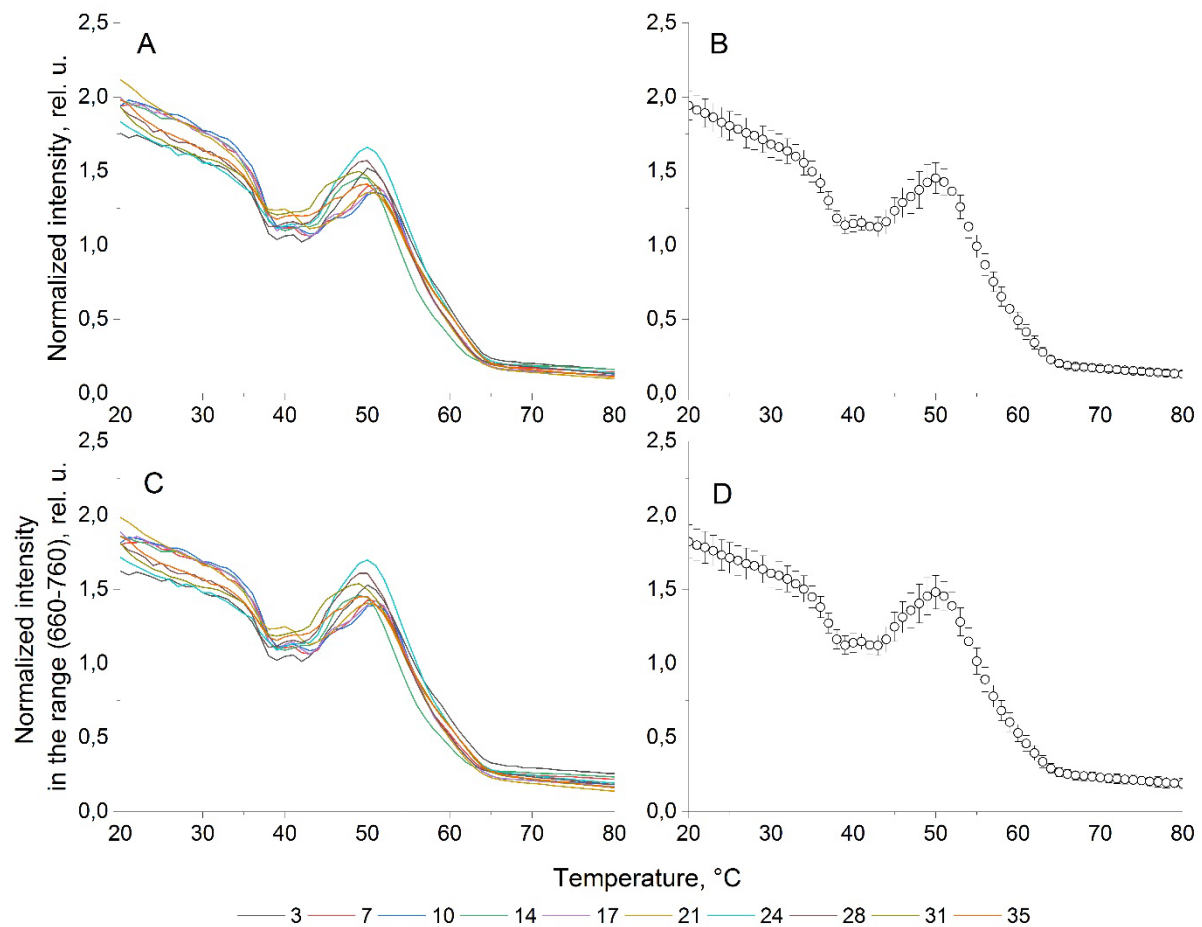 A
B
Normalized intensity, rel. u.
2,5
2,0
1,5
1,0
0,5
0,0
20 30 40 50 60 70 80
2,5
2,0
1,5
1,0
0,5
0,0
20 30 40 50 60 70 80
C
D
Normalized intensity
in the range (660-760), rel. u.
2,5
2,0
1,5
1,0
0,5
0,0
20 30 40 50 60 70 80
2,5
2,0
1,5
1,0
0,5
0,0
20 30 40 50 60 70 80
Temperature, °C
3 7 10 14 17 21 24 28 31 35